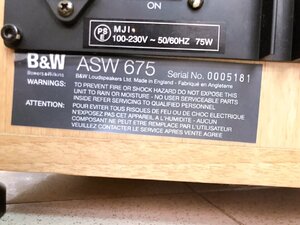 ON
PS E
MJI
100-230V ~ 50/60HZ 75W
B&W ASW 675 Serial No. 0005181
Bowers & Wilkins B&W Loudspeakers Ltd. Made in England - Fabriqué en Angleterre
WARNINGS: TO PREVENT FIRE OR SHOCK HAZARD DO NOT EXPOSE THIS
UNIT TO RAIN OR MOISTURE - NO USER SERVICEABLE PARTS
INSIDE REFER SERVICING TO QUALIFIED PERSONNEL
ATTENTION: POUR EVITER TOUS RISQUES DE FEU OU DE CHOC ELECTRIQUE
N'EXPOSEZ PAS CET APPAREIL A L'HUMIDITE - AUCUN
COMPOSANT NE PEUT ETRE REMPLACE PAR L'UTILISATEUR
VEUILLEZ CONTACTER LE SERVICE APRES VENTE AGREE